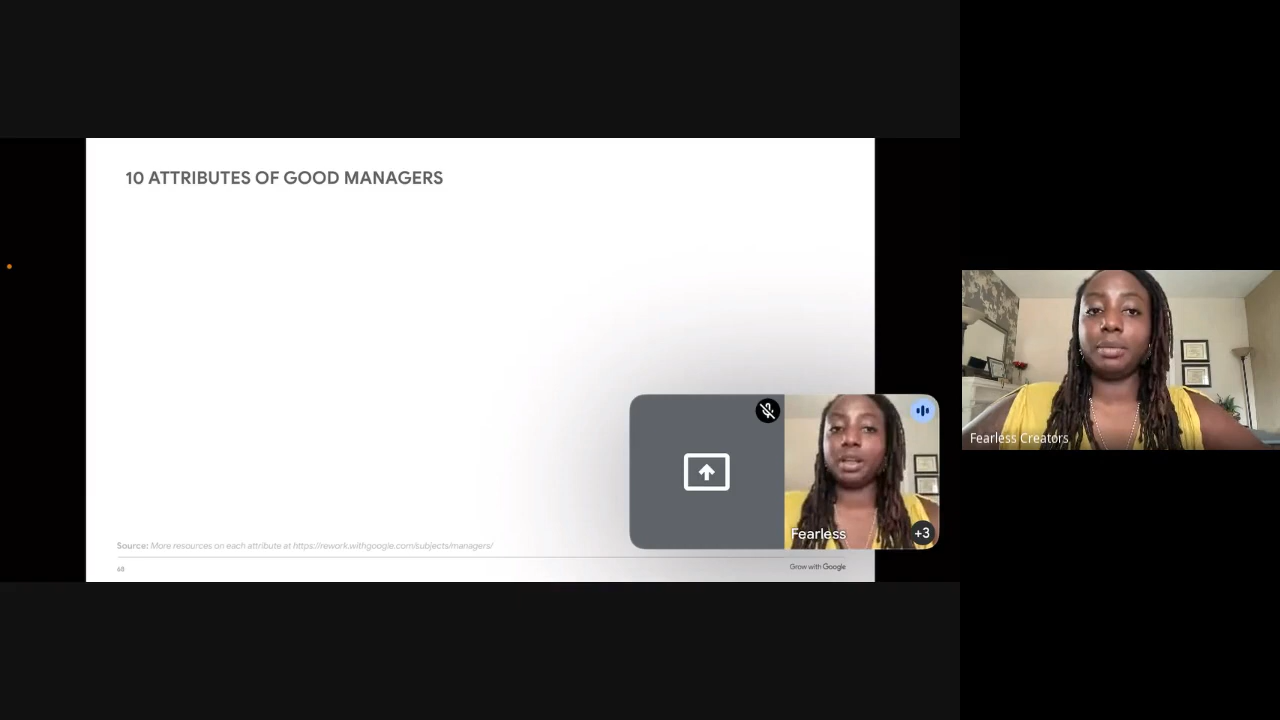 10 ATTRIBUTES OF GOOD MANAGERS
Fearless
+3
Fearless Creators
Source: More resources on each attribute at https://rework.withgoogle.com/subjects/managers/
68
Grow with Google